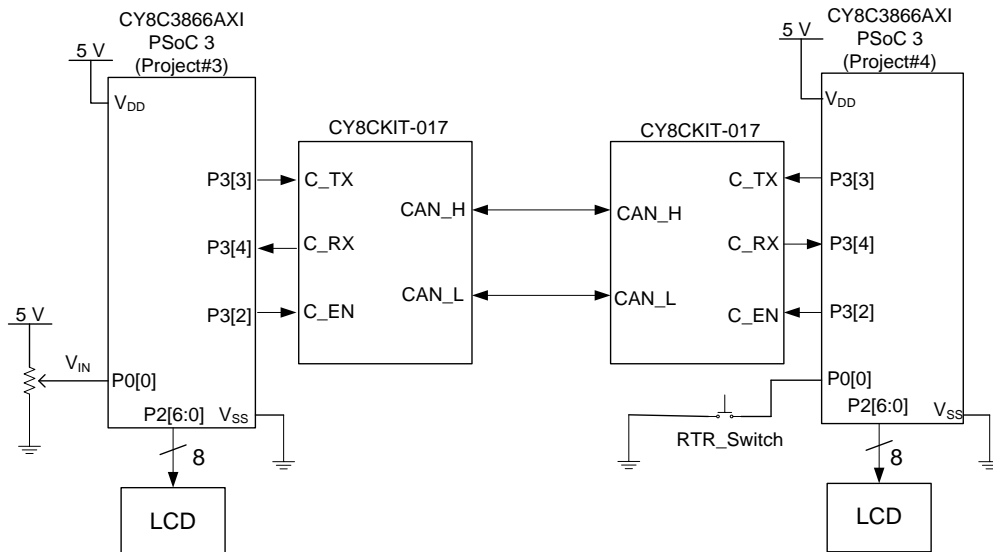 CY8C3866AXI
PSoC 3
(Project#3)
5 V
VDD
P3[3]
P3[4]
P3[2]
5 V
VIN
P0[0]
P2[6:0]
VSS
8
LCD
CY8CKIT-017
C_TX
C_RX
C_EN
CAN_H
CAN_L
CY8CKIT-017
CAN_H
CAN_L
C_TX
C_RX
C_EN
CY8C3866AXI
PSoC 3
(Project#4)
5 V
VDD
P3[3]
P3[4]
P3[2]
P0[0]
RTR_Switch
P2[6:0]
VSS
8
LCD